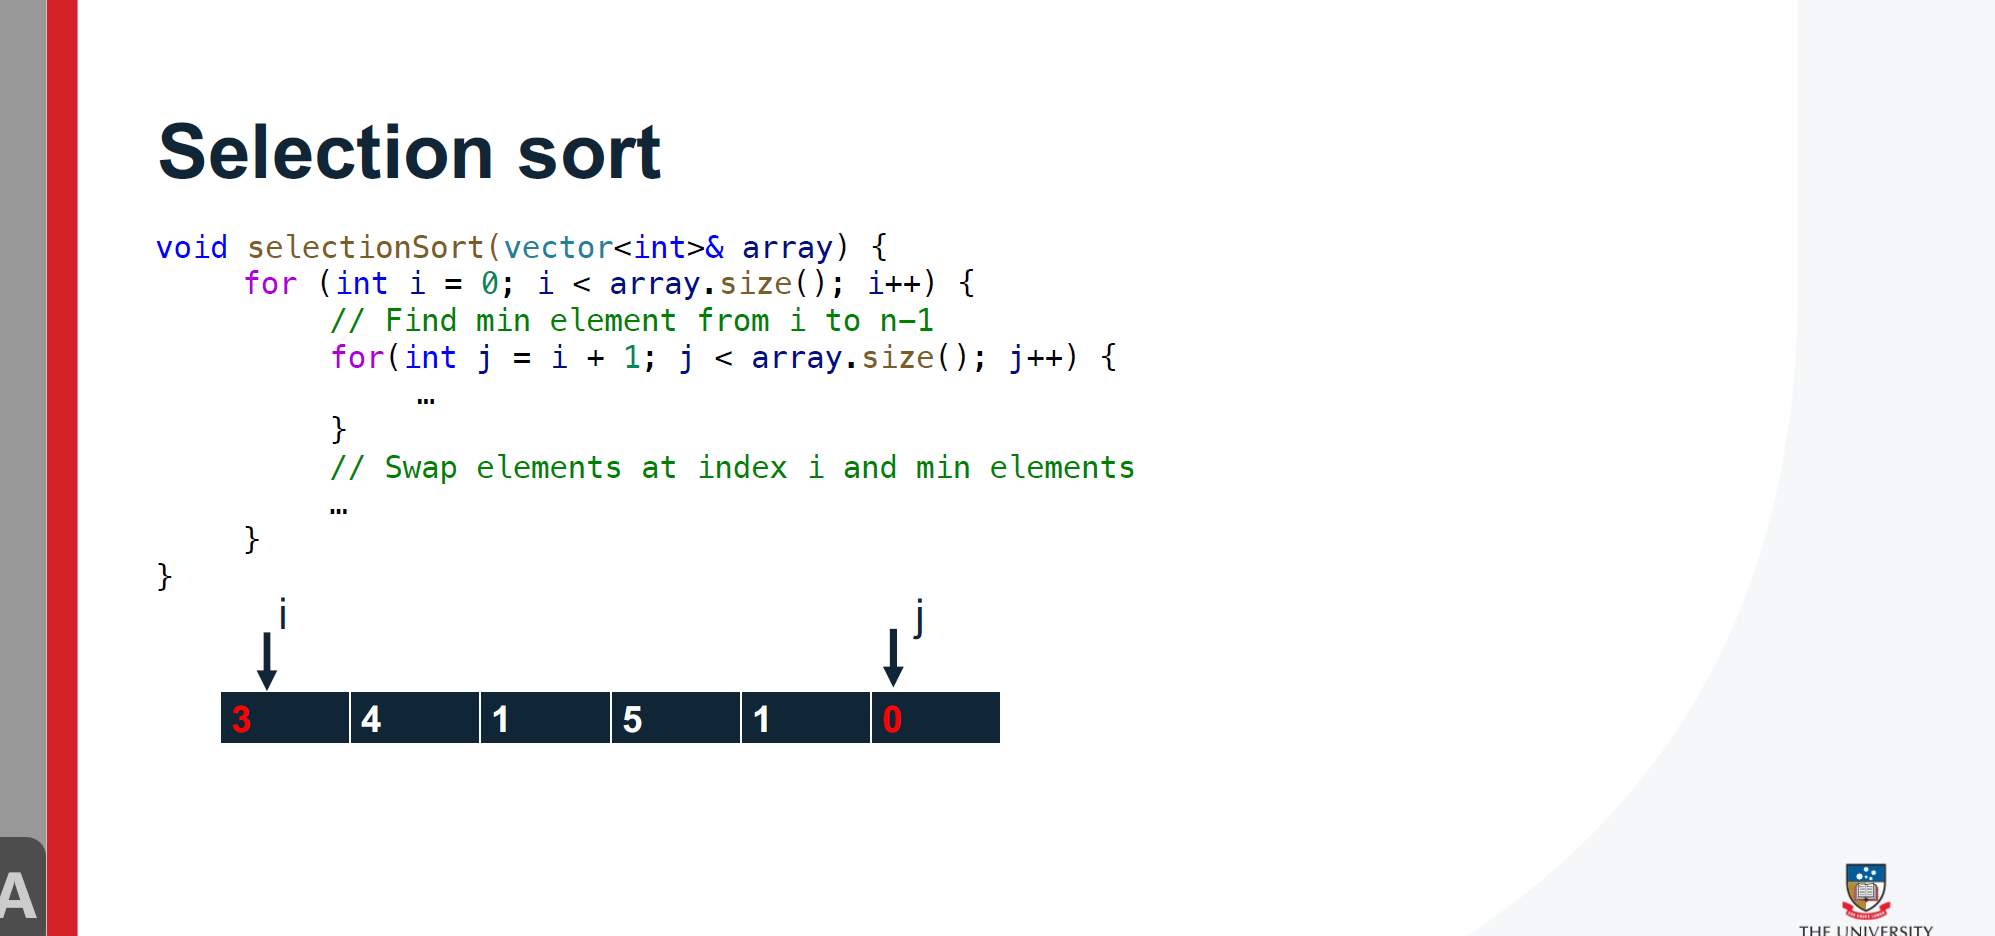 Selection sort
void selectionSort(vector<int>& array) {
for (int i = 0; i < array.size(); i++) {
// Find min element from i to n-1
for(int j = i + 1; j < array.size(); j++) {
…
}
// Swap elements at index i and min elements
…
}
}
i j
3 4 1 5 1 0
A
THE UNIVERSITY